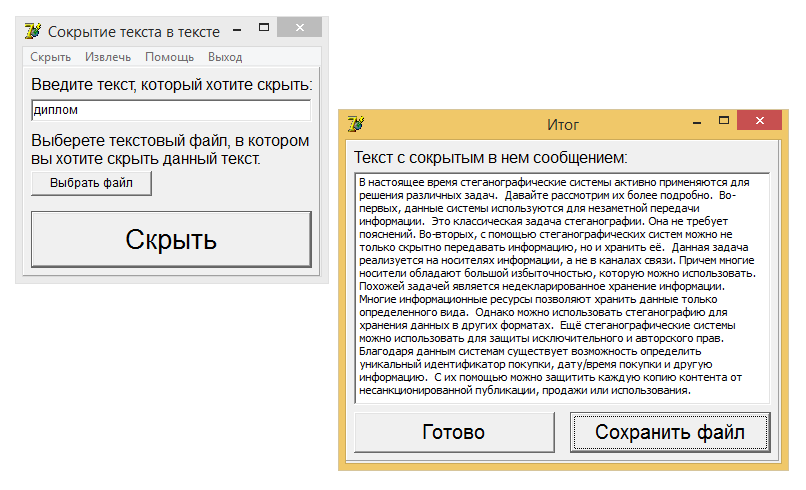 Сокрытие текста в тексте
Скрыть Извлечь Помощь Выход
Введите текст, который хотите скрыть:
диплом
Выберете текстовый файл, в котором
вы хотите скрыть данный текст.
Выбрать файл
Скрыть
Итог
Текст с сокрытым в нем сообщением:
В настоящее время стеганографические системы активно применяются для
решения различных задач.  Давайте рассмотрим их более подробно.  Во-
первых, данные системы используются для незаметной передачи
информации.  Это классическая задача стеганографии. Она не требует
пояснений. Во-вторых, с помощью стеганографических систем можно не
только скрытно передавать информацию, но и хранить её.  Данная задача
реализуется на носителях информации, а не в каналах связи. Причем многие
носители обладают большой избыточностью, которую можно использовать.
Похожей задачей является недекларированное хранение информации.
Многие информационные ресурсы позволяют хранить данные только
определенного вида.  Однако можно использовать стеганографию для
хранения данных в других форматах.  Ещё стеганографические системы
можно использовать для защиты исключительного и авторского прав.
Благодаря данным системам существует возможность определить
уникальный идентификатор покупки, дату/время покупки и другую
информацию.  С их помощью можно защитить каждую копию контента от
несанкционированной публикации, продажи или использования.
Готово
Сохранить файл